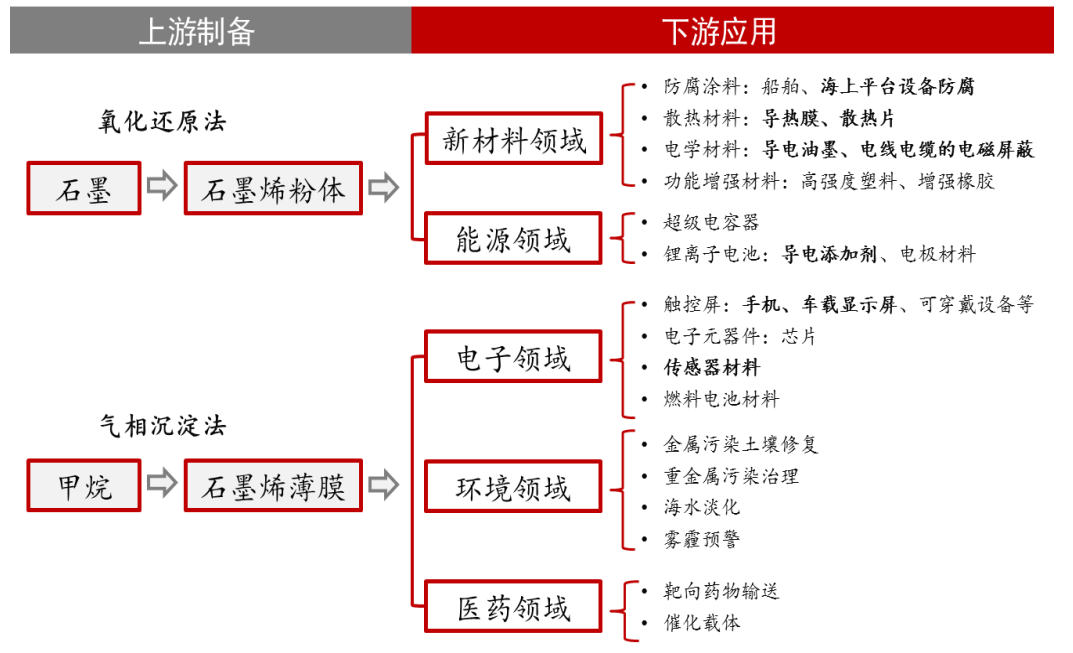 上游制备
下游应用
氧化还原法
石墨
石墨烯粉体
新材料领域
• 防腐涂料：船舶、海上平台设备防腐
• 散热材料：导热膜、散热片
• 电学材料：导电油墨、电线电缆的电磁屏蔽
• 功能增强材料：高强度塑料、增强橡胶
能源领域
• 超级电容器
• 锂离子电池：导电添加剂、电极材料
气相沉淀法
甲烷
石墨烯薄膜
电子领域
• 触控屏：手机、车载显示屏、可穿戴设备等
• 电子元器件：芯片
• 传感器材料
• 燃料电池材料
环境领域
• 金属污染土壤修复
• 重金属污染治理
• 海水淡化
• 雾霾预警
医药领域
• 靶向药物输送
• 催化载体